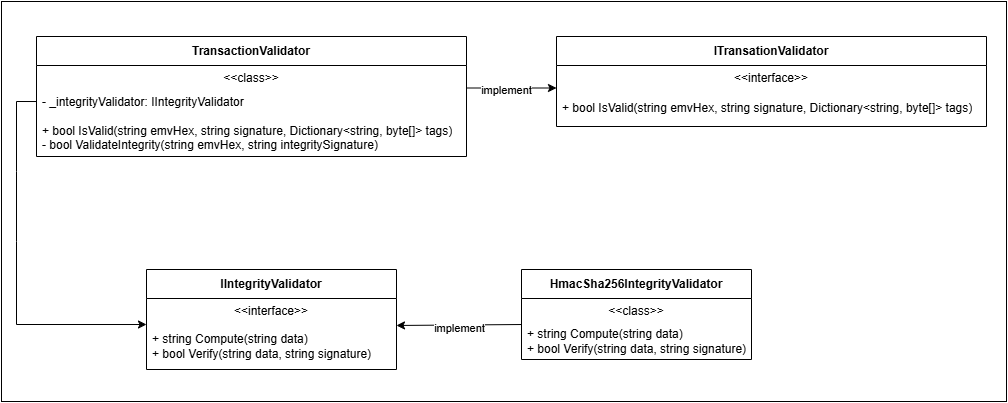 TransactionValidator
<<class>>
- _integrityValidator: IIntegrityValidator
+ bool IsValid(string emvHex, string signature, Dictionary<string, byte[]> tags)
- bool ValidateIntegrity(string emvHex, string integritySignature)
implement
ITransationValidator
<<interface>>
+ bool IsValid(string emvHex, string signature, Dictionary<string, byte[]> tags)
IIntegrityValidator
<<interface>>
+ string Compute(string data)
+ bool Verify(string data, string signature)
implement
HmacSha256IntegrityValidator
<<class>>
+ string Compute(string data)
+ bool Verify(string data, string signature)